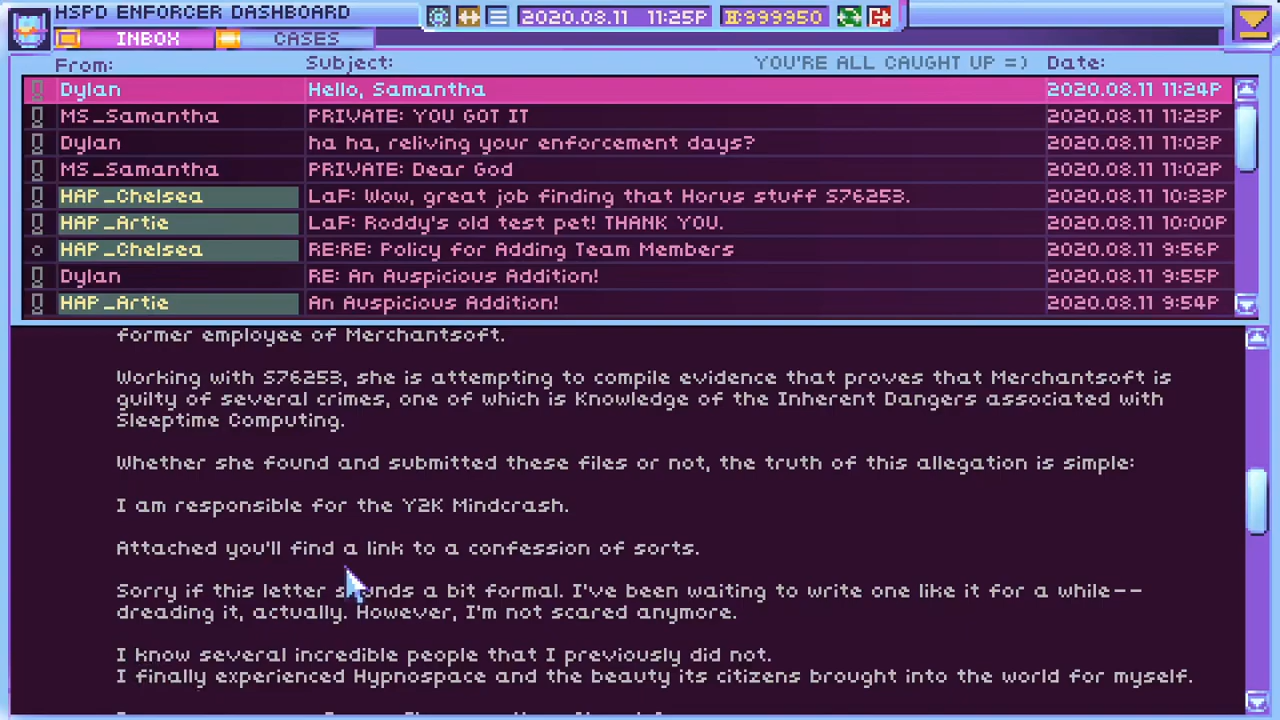 HSPD ENFORCER DASHBOARD
2020.08.11 11:25P
999950
INBOX
CASES
From:
Subject:
YOU'RE ALL CAUGHT UP =)
Date:
Dylan Hello, Samantha 2020.08.11 11:24P
MS_Samantha PRIVATE: YOU GOT IT 2020.08.11 11:23P
Dylan ha ha, reliving your enforcement days? 2020.08.11 11:03P
MS_Samantha PRIVATE: Dear God 2020.08.11 11:02P
HAP_Chelsea LaF: Wow, great job finding that Horus stuff S76253. 2020.08.11 10:33P
HAP_Artie LaF: Roddy's old test pet! THANK YOU. 2020.08.11 10:00P
HAP_Chelsea RE:RE: Policy for Adding Team Members 2020.08.11 9:56P
Dylan RE: An Auspicious Addition! 2020.08.11 9:55P
HAP_Artie An Auspicious Addition! 2020.08.11 9:54P
former employee of Merchantsoft.
Working with S76253, she is attempting to compile evidence that proves that Merchantsoft is
guilty of several crimes, one of which is Knowledge of the Inherent Dangers associated with
Sleeptime Computing.
Whether she found and submitted these files or not, the truth of this allegation is simple:
I am responsible for the Y2K Mindcrash.
Attached you'll find a link to a confession of sorts.
Sorry if this letter sounds a bit formal. I've been waiting to write one like it for a while--
dreading it, actually. However, I'm not scared anymore.
I know several incredible people that I previously did not.
I finally experienced Hypnospace and the beauty its citizens brought into the world for myself.